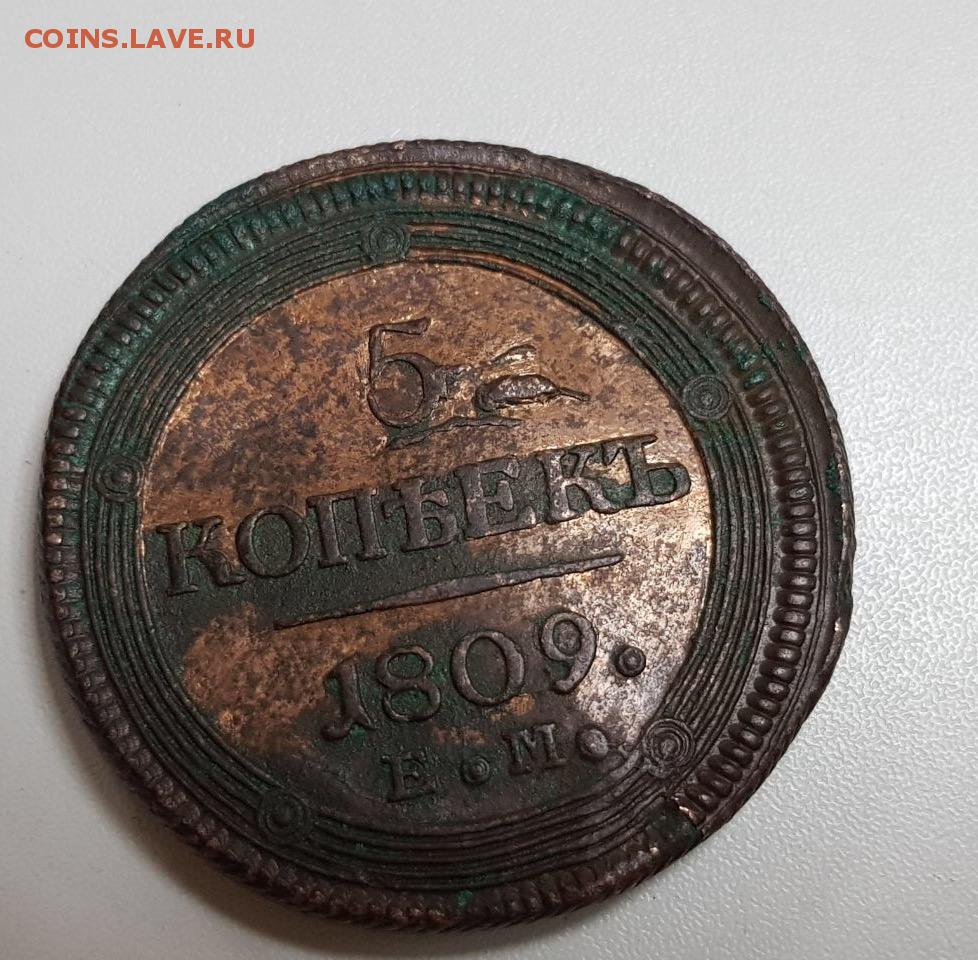 COINS.LAVE.RU
5
КОПѢЕКЪ
1809.
Е•М•